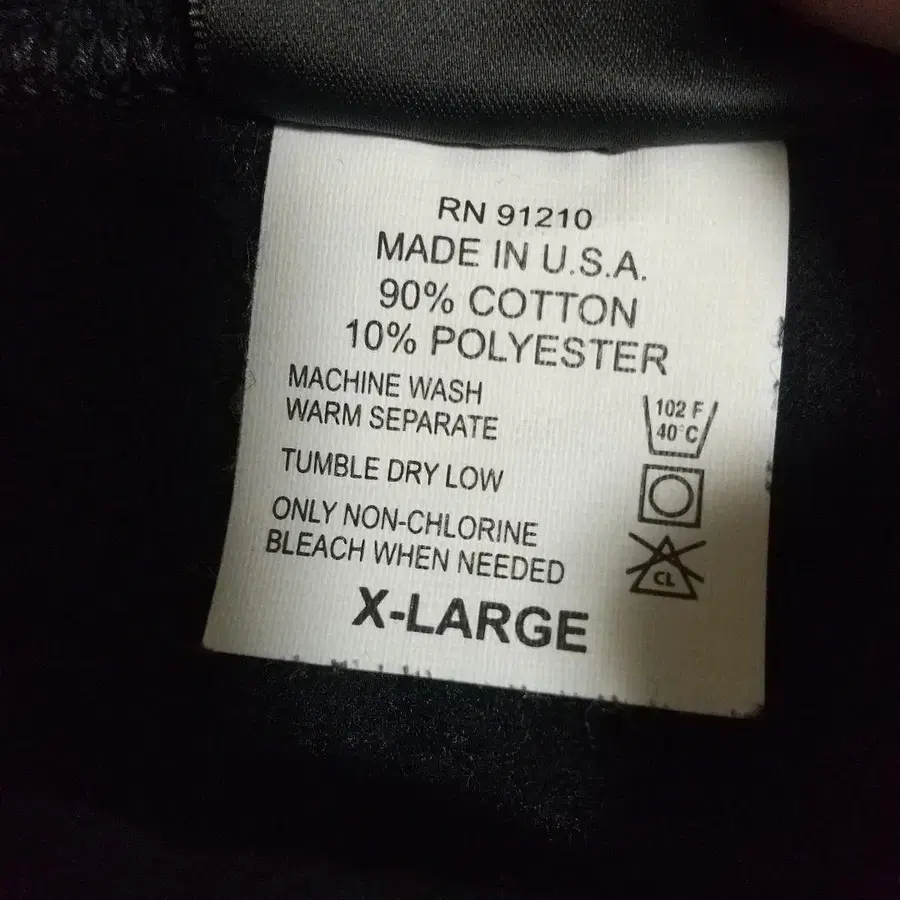 RN 91210
MADE IN U.S.A.
90% COTTON
10% POLYESTER
MACHINE WASH
WARM SEPARATE
102 F
40°C
TUMBLE DRY LOW
ONLY NON-CHLORINE
BLEACH WHEN NEEDED
CL
X-LARGE